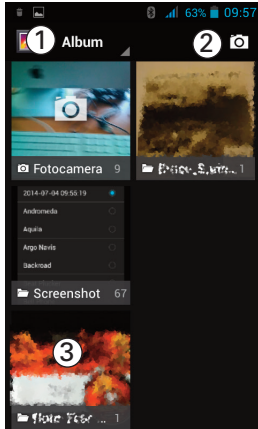 63% 09:57
1 Album 2
Fotocamera 9
1
2014-07-04 09:55:19
Andromeda
Aquila
Argo Navis
Backroad
Screenshot 67
3
1